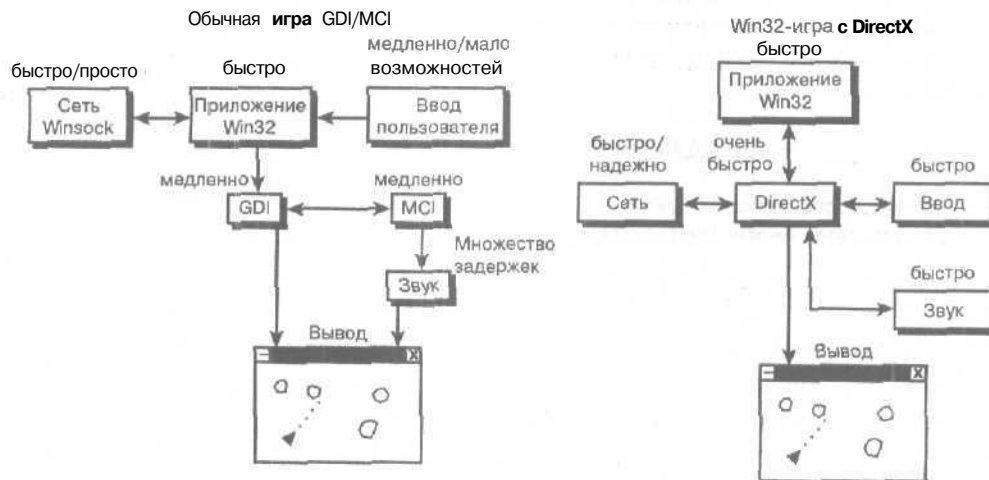 Обычная игра GDI/MCI
медленно/мало
возможностей
быстро/просто
быстро
Сеть
Winsock
Приложение
Win32
Ввод
пользователя
медленно
медленно
GDI
MCI
Множество
задержек
Звук
Вывод
X
Win32-игра с DirectX
быстро
Приложение
Win32
быстро/
надежно
очень
быстро
быстро
Сеть
DirectX
Ввод
быстро
Звук
Вывод
X